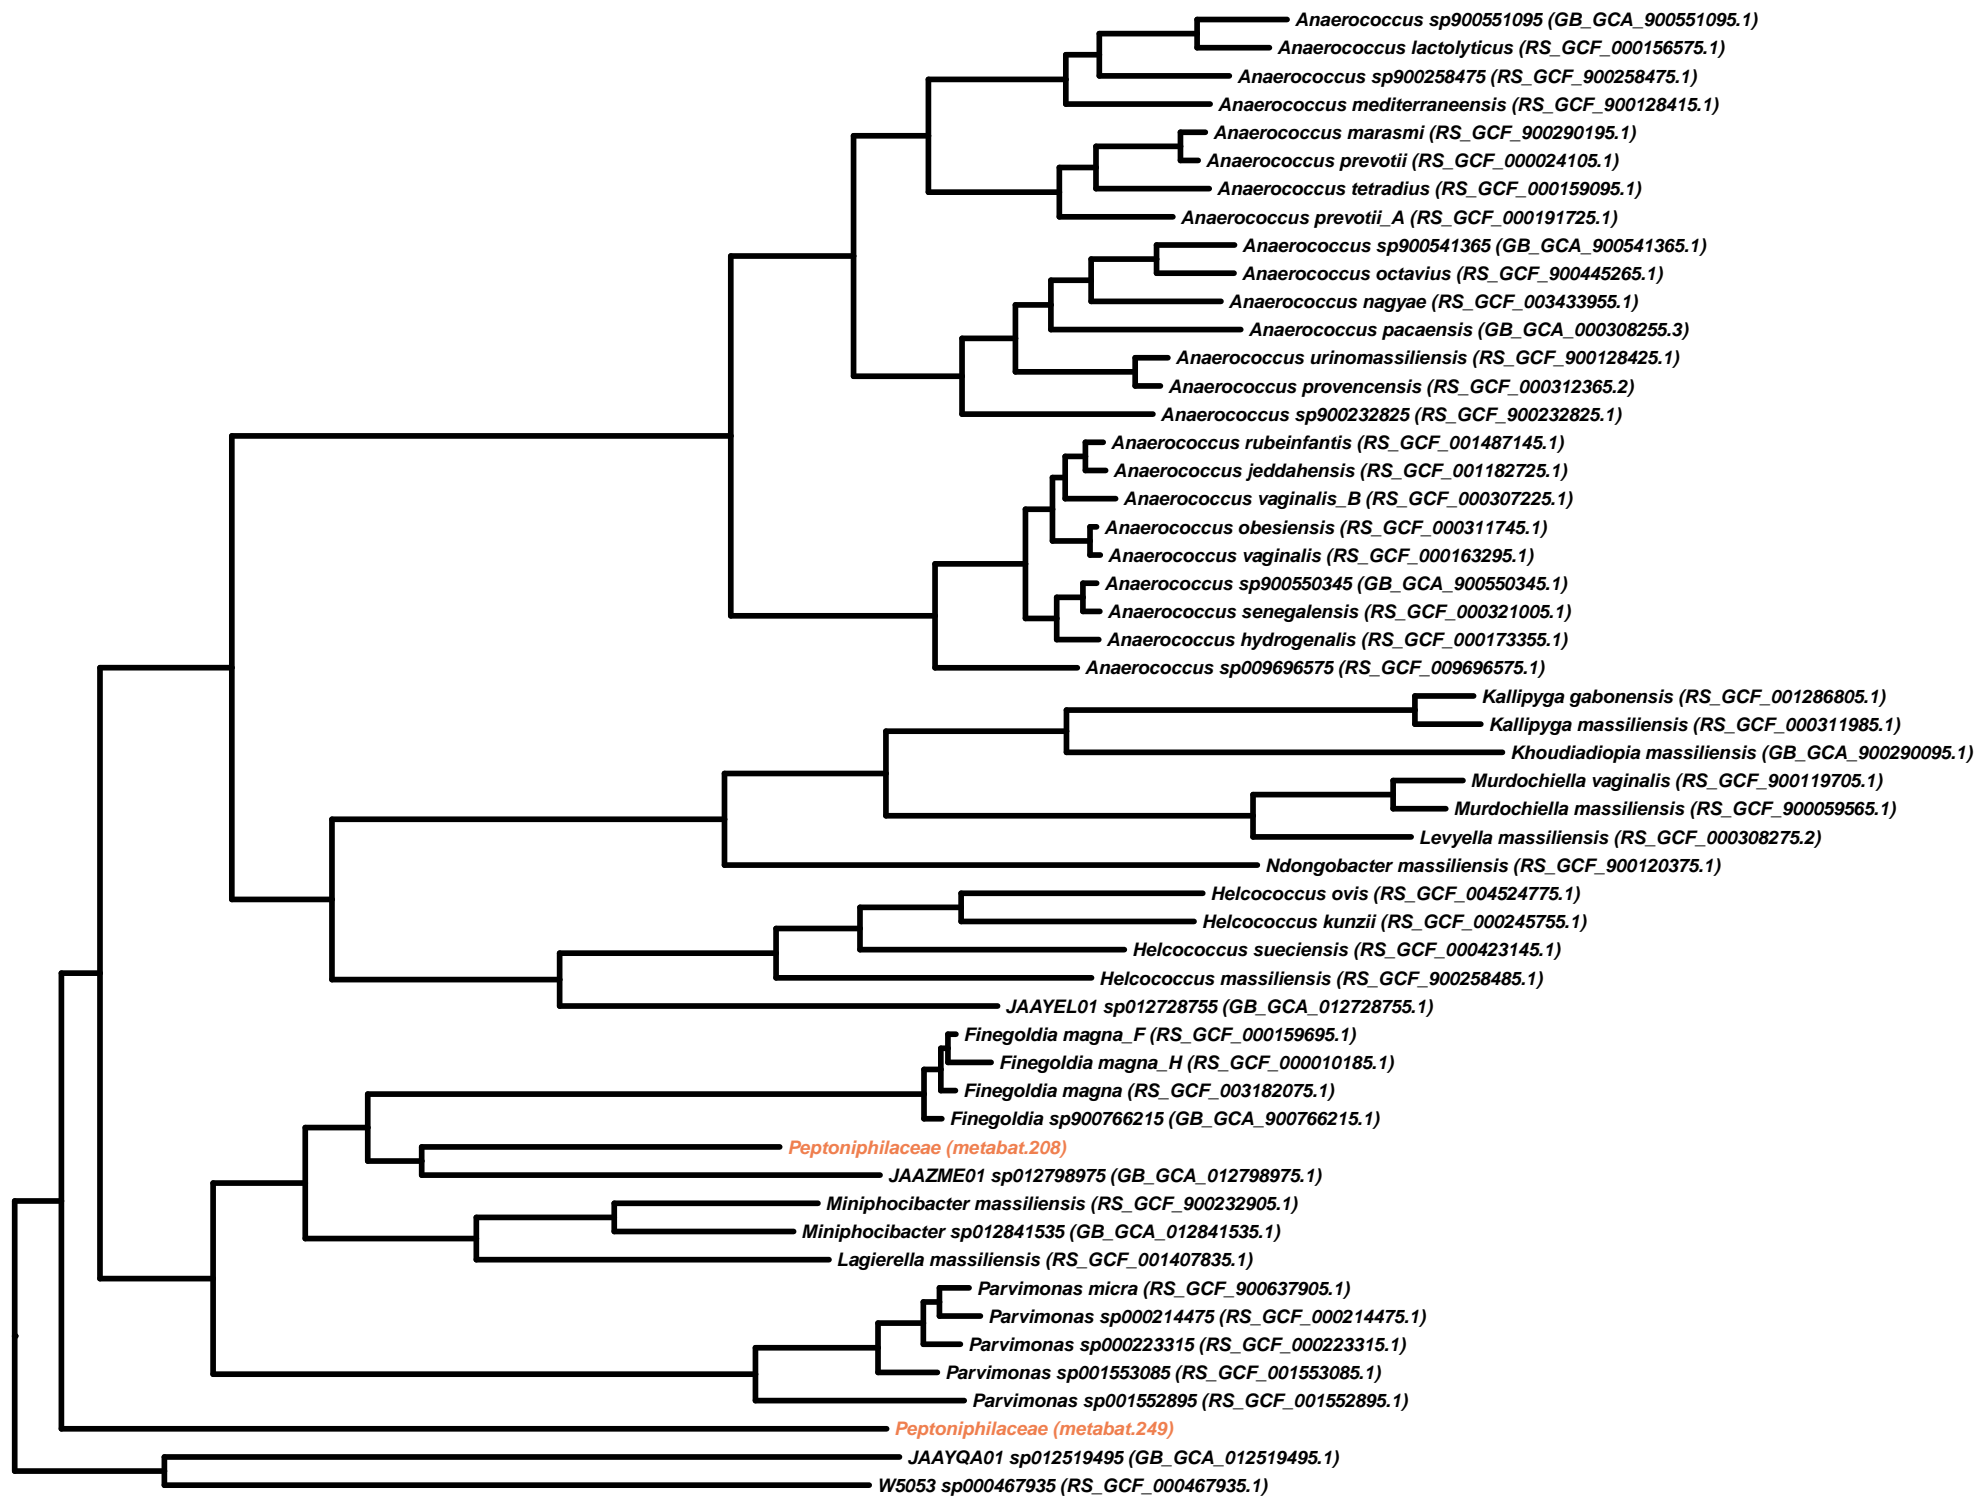 Anaerococcus sp900551095 (GB_GCA_900551095.1)
Anaerococcus lactolyticus (RS_GCF_000156575.1)
Anaerococcus sp900258475 (RS_GCF_900258475.1)
Anaerococcus mediterraneensis (RS_GCF_900128415.1)
Anaerococcus marasmi (RS_GCF_900290195.1)
Anaerococcus prevotii (RS_GCF_000024105.1)
Anaerococcus tetradius (RS_GCF_000159095.1)
Anaerococcus prevotii_A (RS_GCF_000191725.1)
Anaerococcus sp900541365 (GB_GCA_900541365.1)
Anaerococcus octavius (RS_GCF_900445265.1)
Anaerococcus nagyae (RS_GCF_003433955.1)
Anaerococcus pacaensis (GB_GCA_000308255.3)
Anaerococcus urinomassiliensis (RS_GCF_900128425.1)
Anaerococcus provencensis (RS_GCF_000312365.2)
Anaerococcus sp900232825 (RS_GCF_900232825.1)
Anaerococcus rubeinfantis (RS_GCF_001487145.1)
Anaerococcus jeddahensis (RS_GCF_001182725.1)
Anaerococcus vaginalis_B (RS_GCF_000307225.1)
Anaerococcus obesiensis (RS_GCF_000311745.1)
Anaerococcus vaginalis (RS_GCF_000163295.1)
Anaerococcus sp900550345 (GB_GCA_900550345.1)
Anaerococcus senegalensis (RS_GCF_000321005.1)
Anaerococcus hydrogenalis (RS_GCF_000173355.1)
Anaerococcus sp009696575 (RS_GCF_009696575.1)
Kallipyga gabonensis (RS_GCF_001286805.1)
Kallipyga massiliensis (RS_GCF_000311985.1)
Khoudiadiopia massiliensis (GB_GCA_900290095.1)
Murdochiella vaginalis (RS_GCF_900119705.1)
Murdochiella massiliensis (RS_GCF_900059565.1)
Levyella massiliensis (RS_GCF_000308275.2)
Ndongobacter massiliensis (RS_GCF_900120375.1)
Helcococcus ovis (RS_GCF_004524775.1)
Helcococcus kunzii (RS_GCF_000245755.1)
Helcococcus sueciensis (RS_GCF_000423145.1)
Helcococcus massiliensis (RS_GCF_900258485.1)
JAAYEL01 sp012728755 (GB_GCA_012728755.1)
Finegoldia magna_F (RS_GCF_000159695.1)
Finegoldia magna_H (RS_GCF_000010185.1)
Finegoldia magna (RS_GCF_003182075.1)
Finegoldia sp900766215 (GB_GCA_900766215.1)
Peptoniphilaceae (metabat.208)
JAAZME01 sp012798975 (GB_GCA_012798975.1)
Miniphocibacter massiliensis (RS_GCF_900232905.1)
Miniphocibacter sp012841535 (GB_GCA_012841535.1)
Lagierella massiliensis (RS_GCF_001407835.1)
Parvimonas micra (RS_GCF_900637905.1)
Parvimonas sp000214475 (RS_GCF_000214475.1)
Parvimonas sp000223315 (RS_GCF_000223315.1)
Parvimonas sp001553085 (RS_GCF_001553085.1)
Parvimonas sp001552895 (RS_GCF_001552895.1)
Peptoniphilaceae (metabat.249)
JAAYQA01 sp012519495 (GB_GCA_012519495.1)
W5053 sp000467935 (RS_GCF_000467935.1)